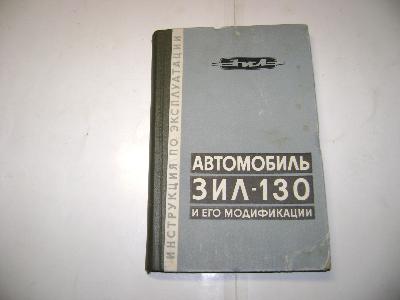 ЗИЛ
ИНСТРУКЦИЯ ПО ЭКСПЛУАТАЦИИ
АВТОМОБИЛЬ
ЗИЛ-130
И ЕГО МОДИФИКАЦИИ